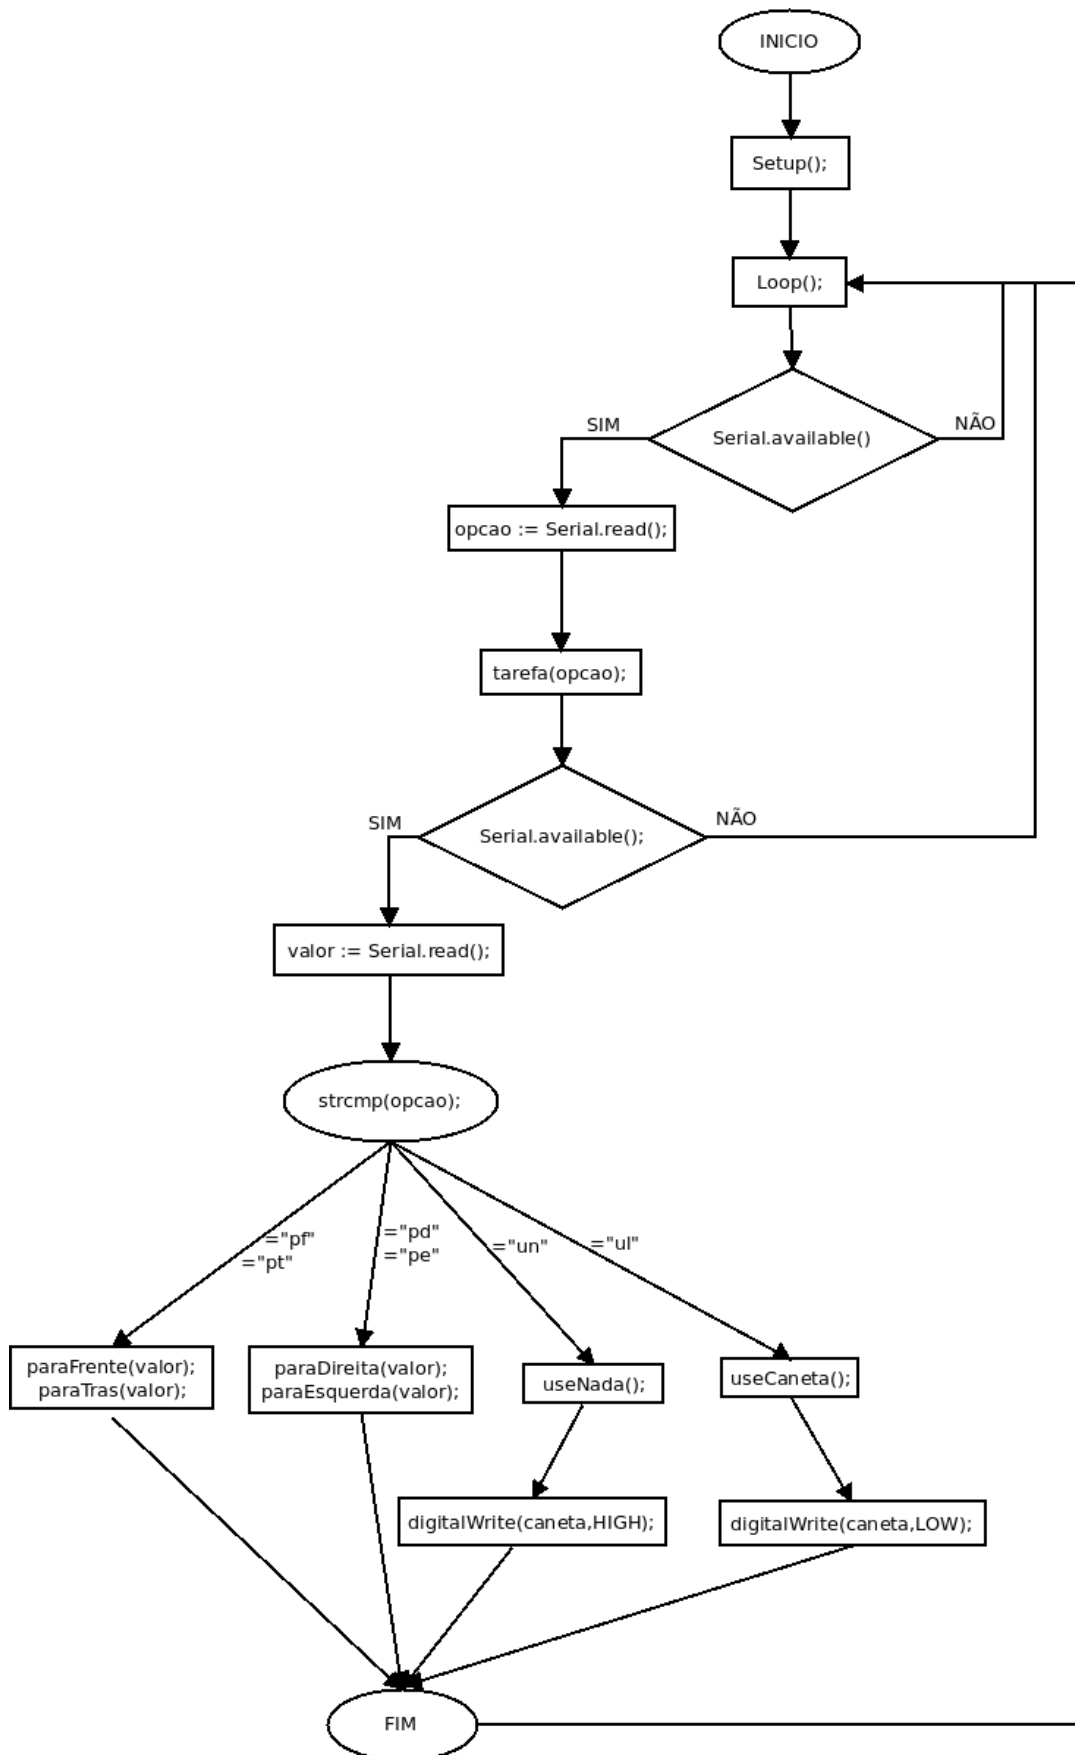 INICIO
Setup();
Loop();
Serial.available()
SIM
NÃO
opcao := Serial.read();
tarefa(opcao);
Serial.available();
SIM
NÃO
valor := Serial.read();
strcmp(opcao);
="pf"
="pt"
="pd"
="pe"
="un"
="ul"
paraFrente(valor);
paraTras(valor);
paraDireita(valor);
paraEsquerda(valor);
useNada();
useCaneta();
digitalWrite(caneta,HIGH);
digitalWrite(caneta,LOW);
FIM